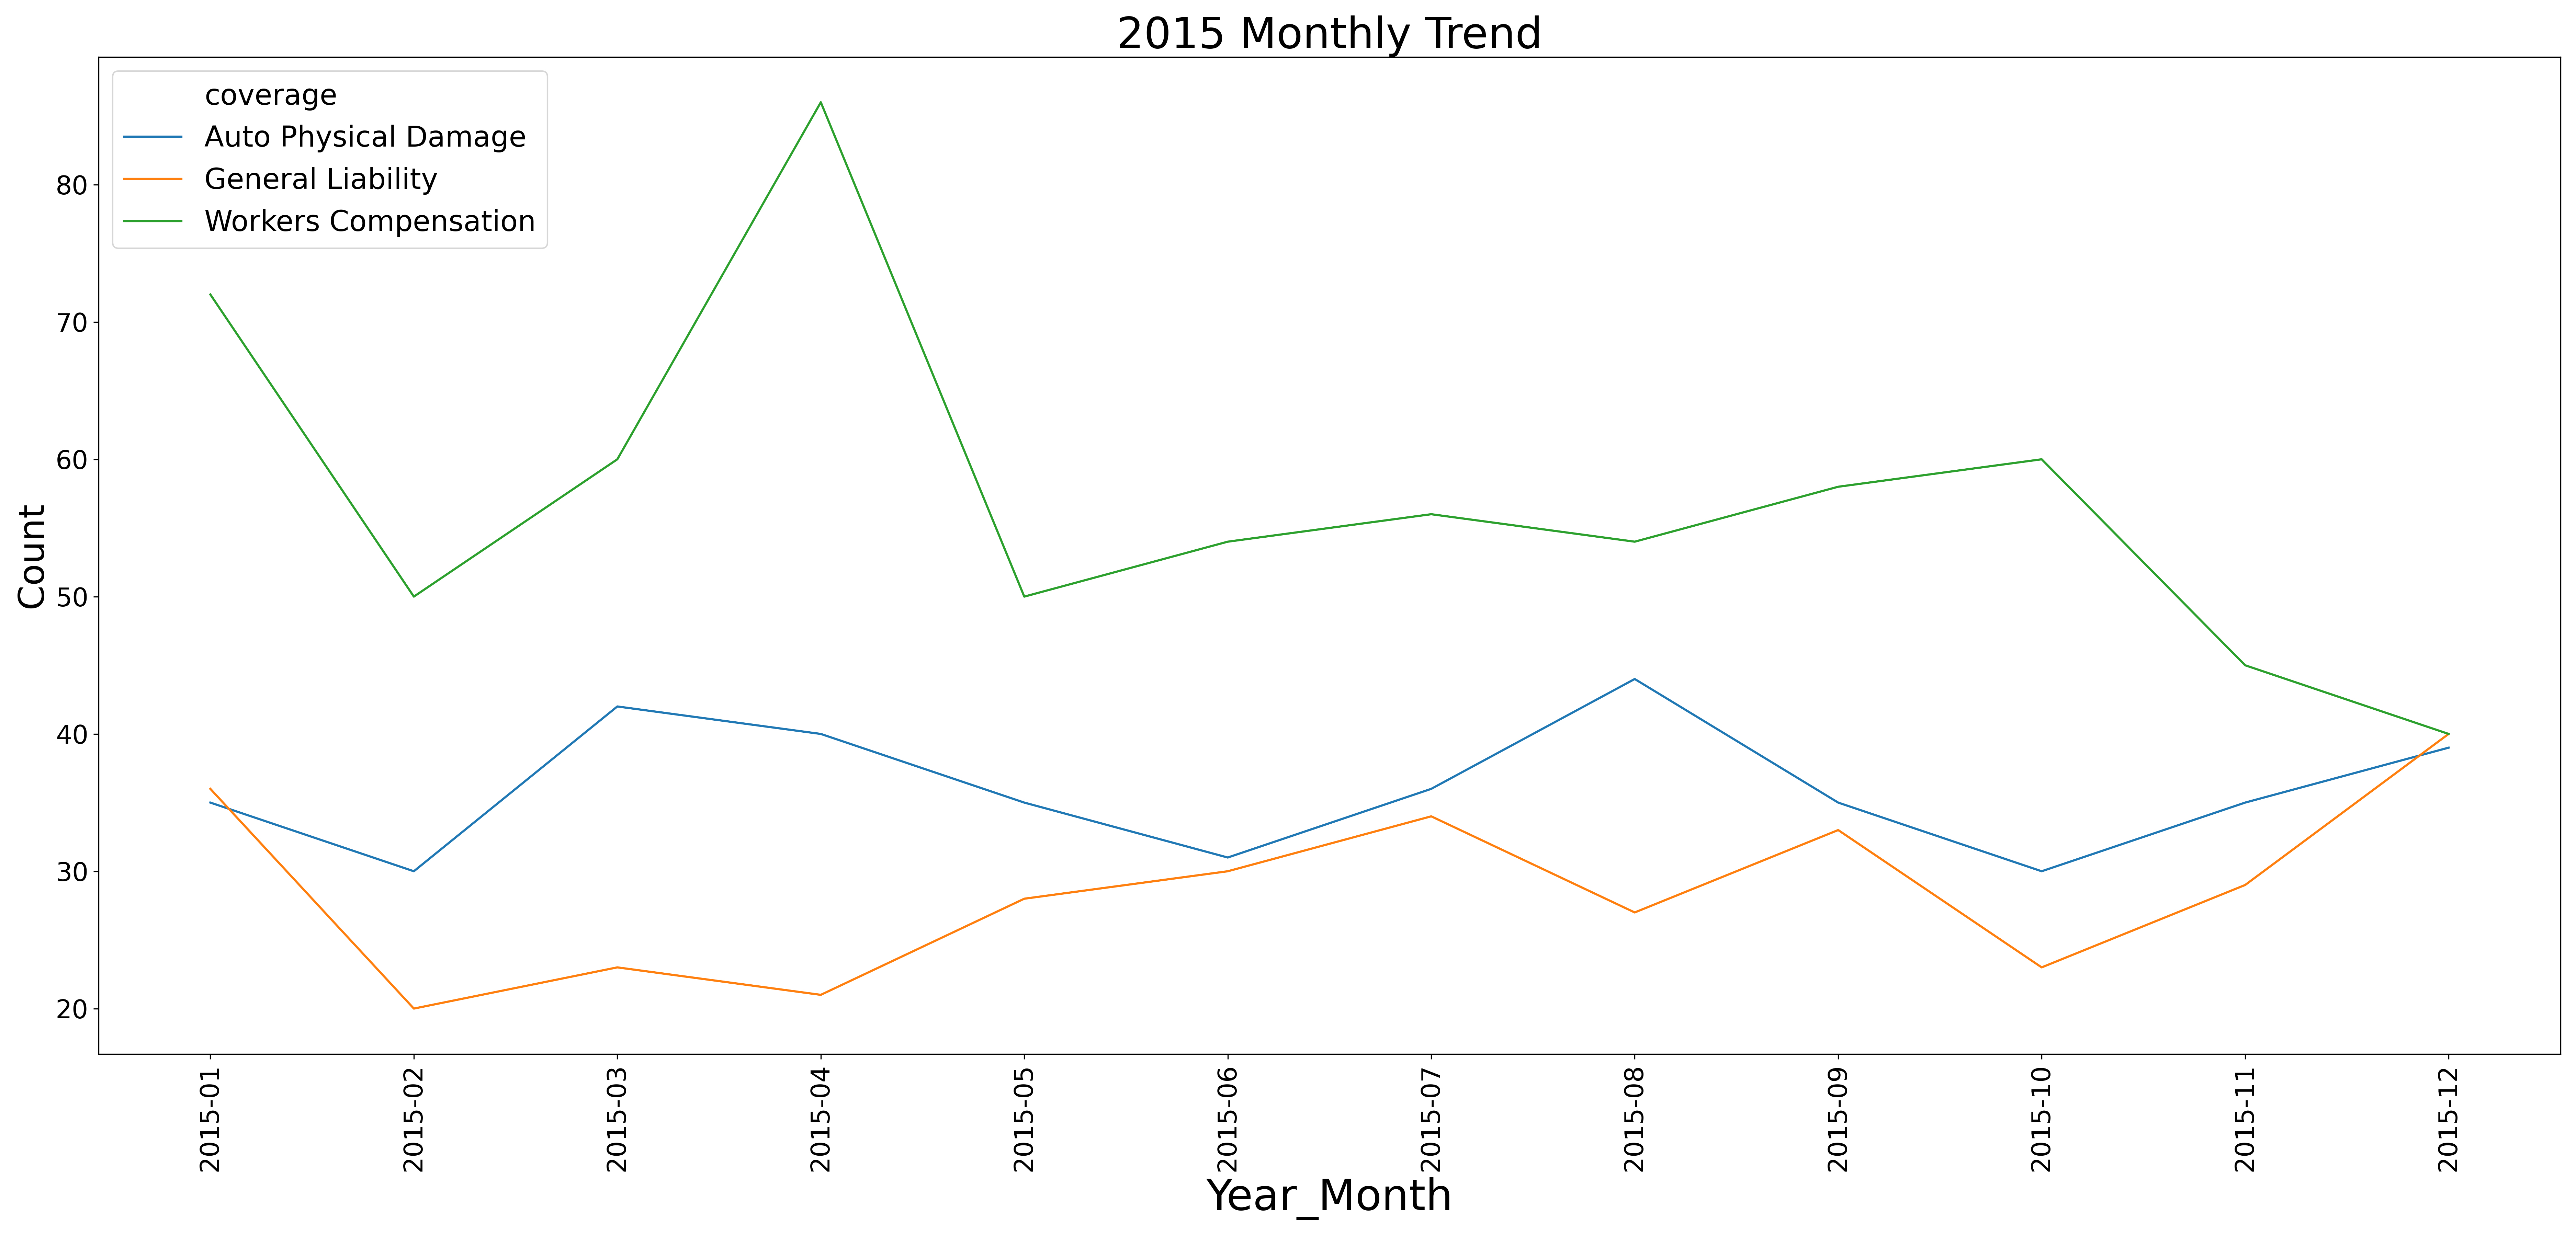 2015 Monthly Trend
coverage
Auto Physical Damage
General Liability
Workers Compensation
80
70
60
50
40
30
20
Count
2015-01
2015-02
2015-03
2015-04
2015-05
2015-06
2015-07
2015-08
2015-09
2015-10
2015-11
2015-12
Year_Month